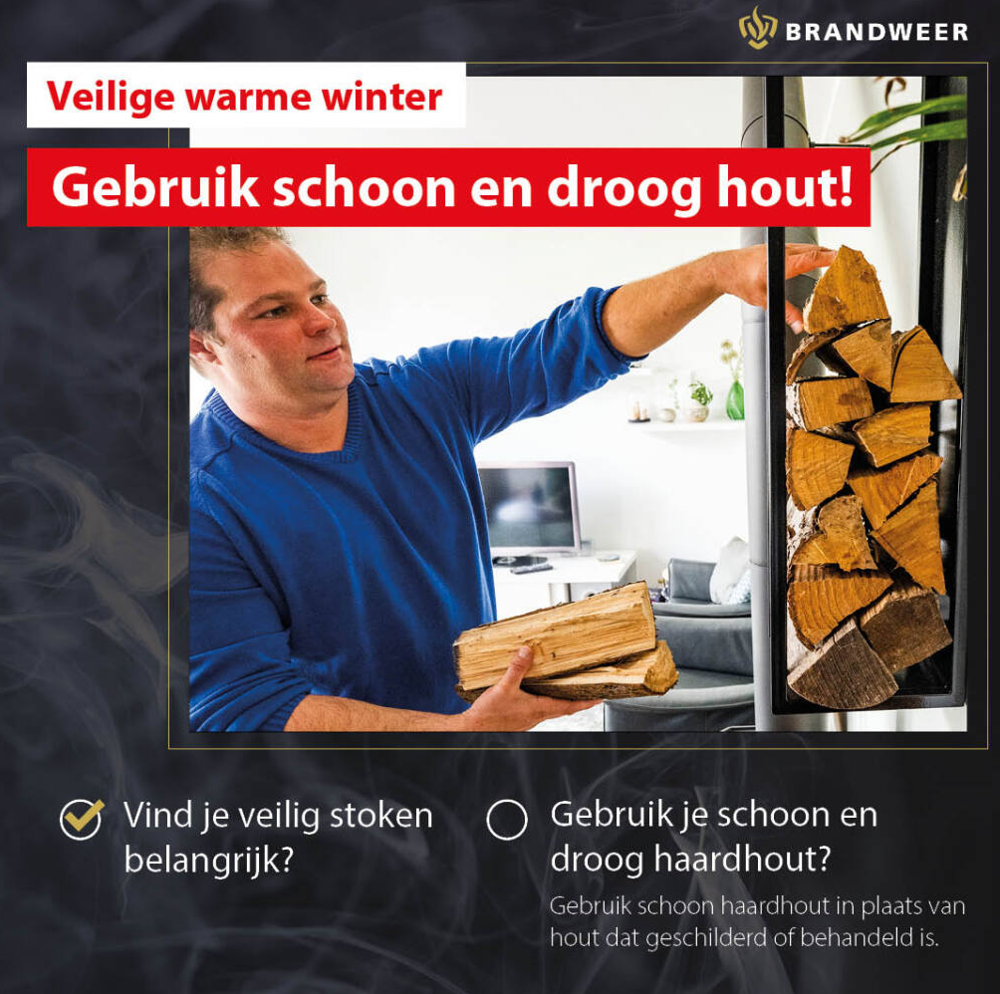 BRANDWEER
Veilige warme winter
Gebruik schoon en droog hout!
Vind je veilig stoken
belangrijk?
Gebruik je schoon en
droog haardhout?
Gebruik schoon haardhout in plaats van
hout dat geschilderd of behandeld is.